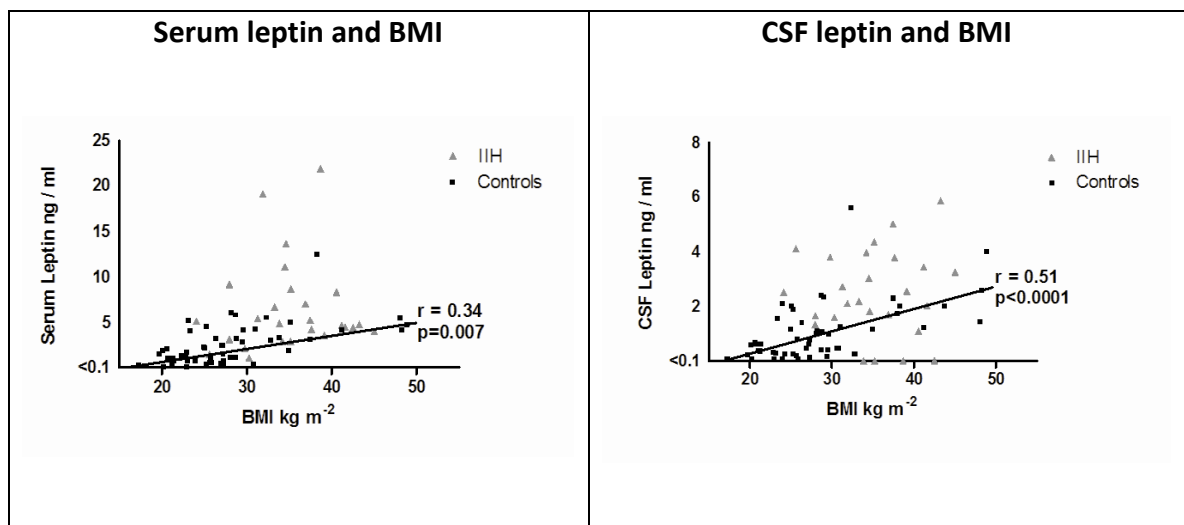 Serum leptin and BMI
25
20
15
10
5
<0.1
Serum Leptin ng / ml
IIH
Controls
r = 0.34
p=0.007
20 30 40 50
BMI kg m⁻²
CSF leptin and BMI
8
6
4
2
<0.1
CSF Leptin ng / ml
IIH
Controls
r = 0.51
p<0.0001
20 30 40 50
BMI kg m⁻²